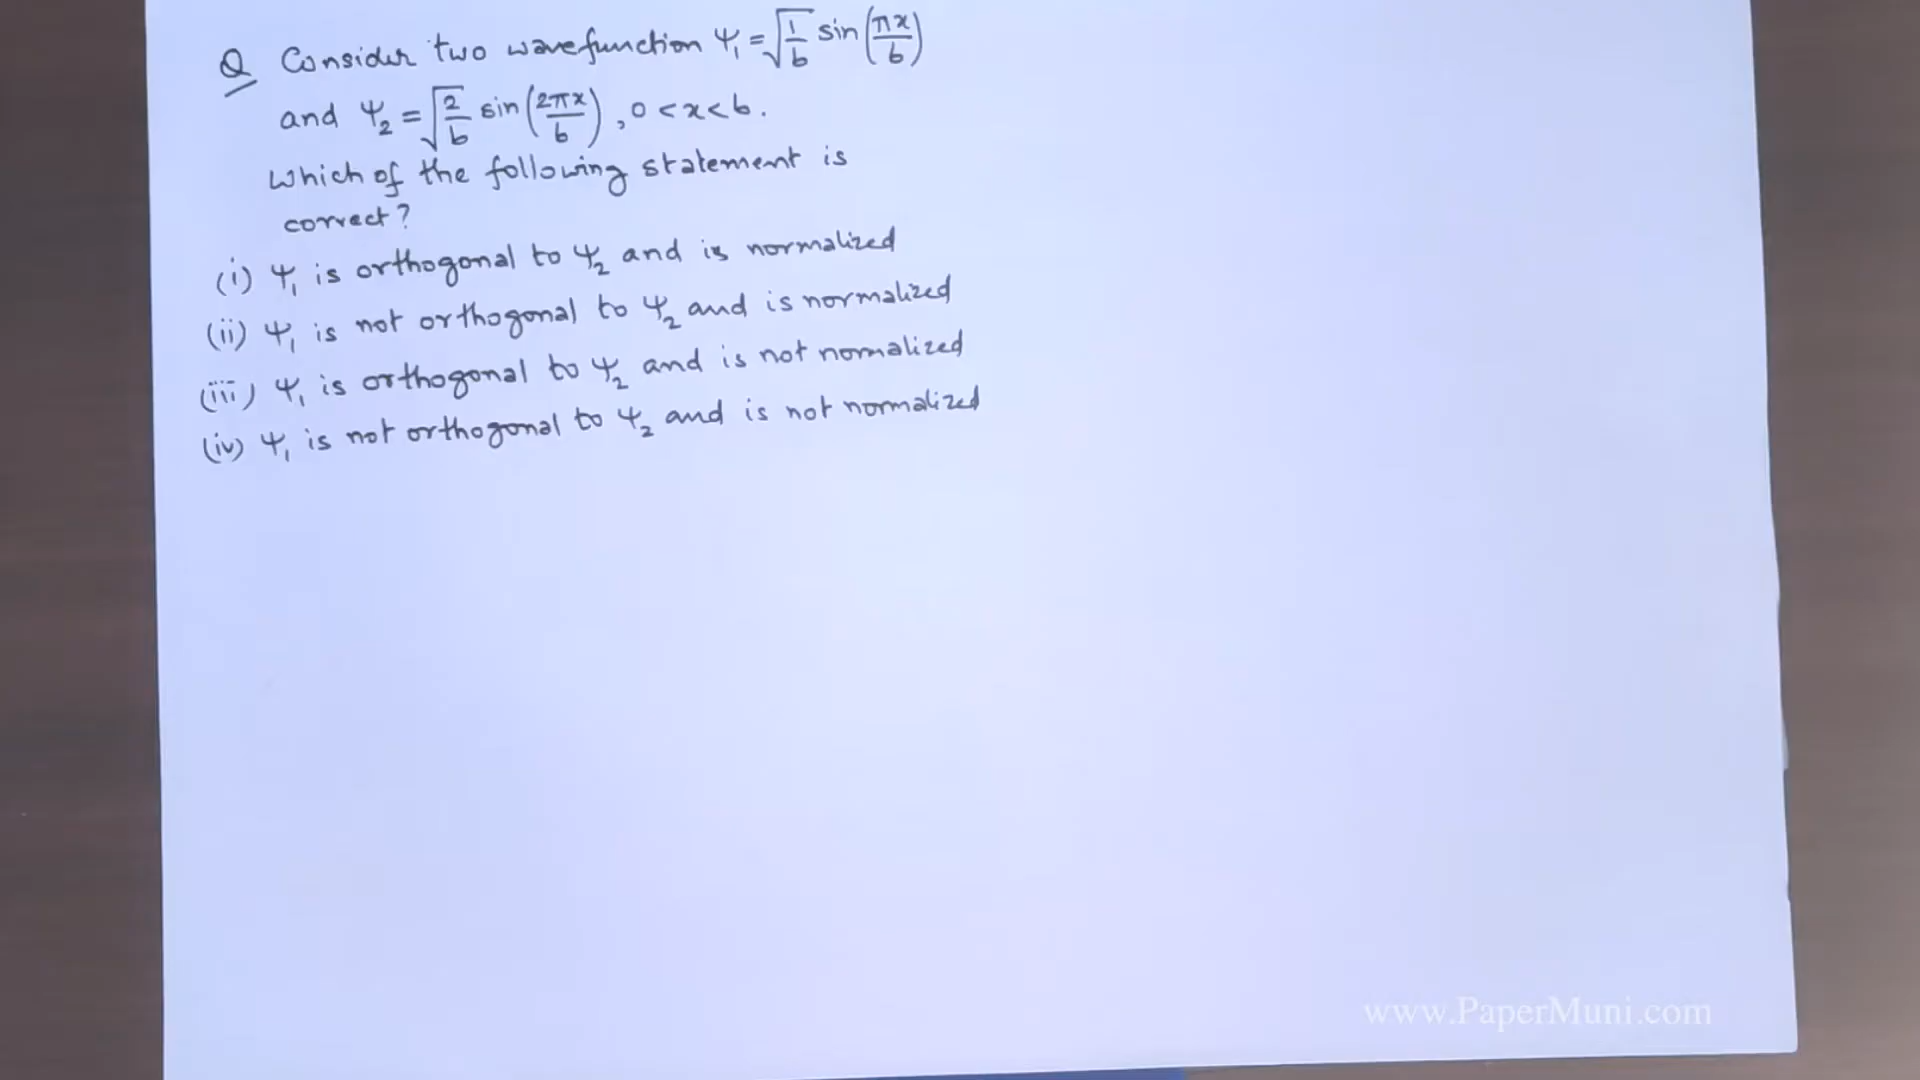 Q Consider two wavefunction Ψ₁ = √(1/b) sin(πx/b)
and Ψ₂ = √(2/b) sin(2πx/b), 0 < x < b.
Which of the following statement is
correct?
(i) Ψ₁ is orthogonal to Ψ₂ and is normalized
(ii) Ψ₁ is not orthogonal to Ψ₂ and is normalized
(iii) Ψ₁ is orthogonal to Ψ₂ and is not normalized
(iv) Ψ₁ is not orthogonal to Ψ₂ and is not normalized
www.PaperMuni.com